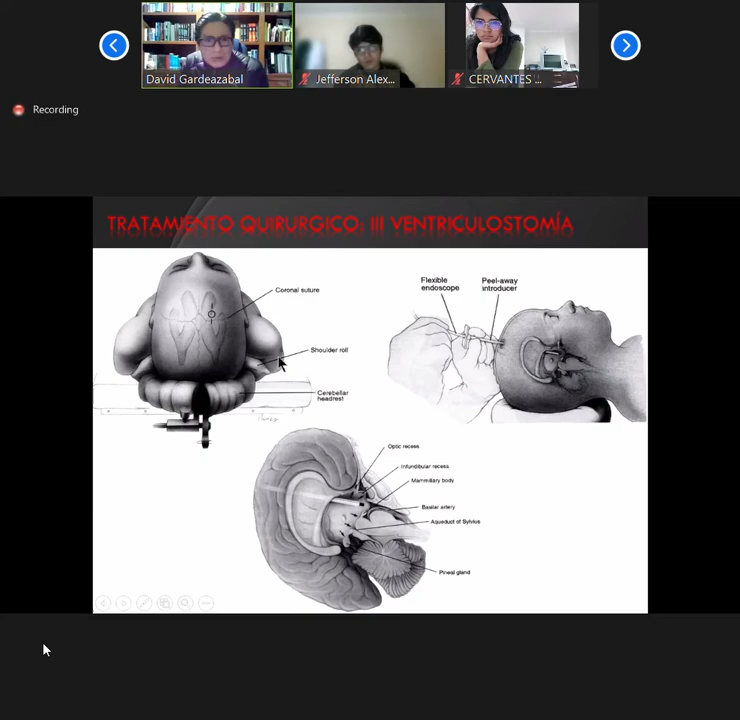 David Gardeazabal
Jefferson Alex...
CERVANTES ...
Recording
TRATAMIENTO QUIRURGICO: III VENTRICULOSTOMÍA
Coronal suture
Shoulder roll
Cerebellar
headrest
Flexible
endoscope
Peel-away
introducer
Optic recess
Infundibular recess
Mammillary body
Basilar artery
Aqueduct of Sylvius
Pineal gland